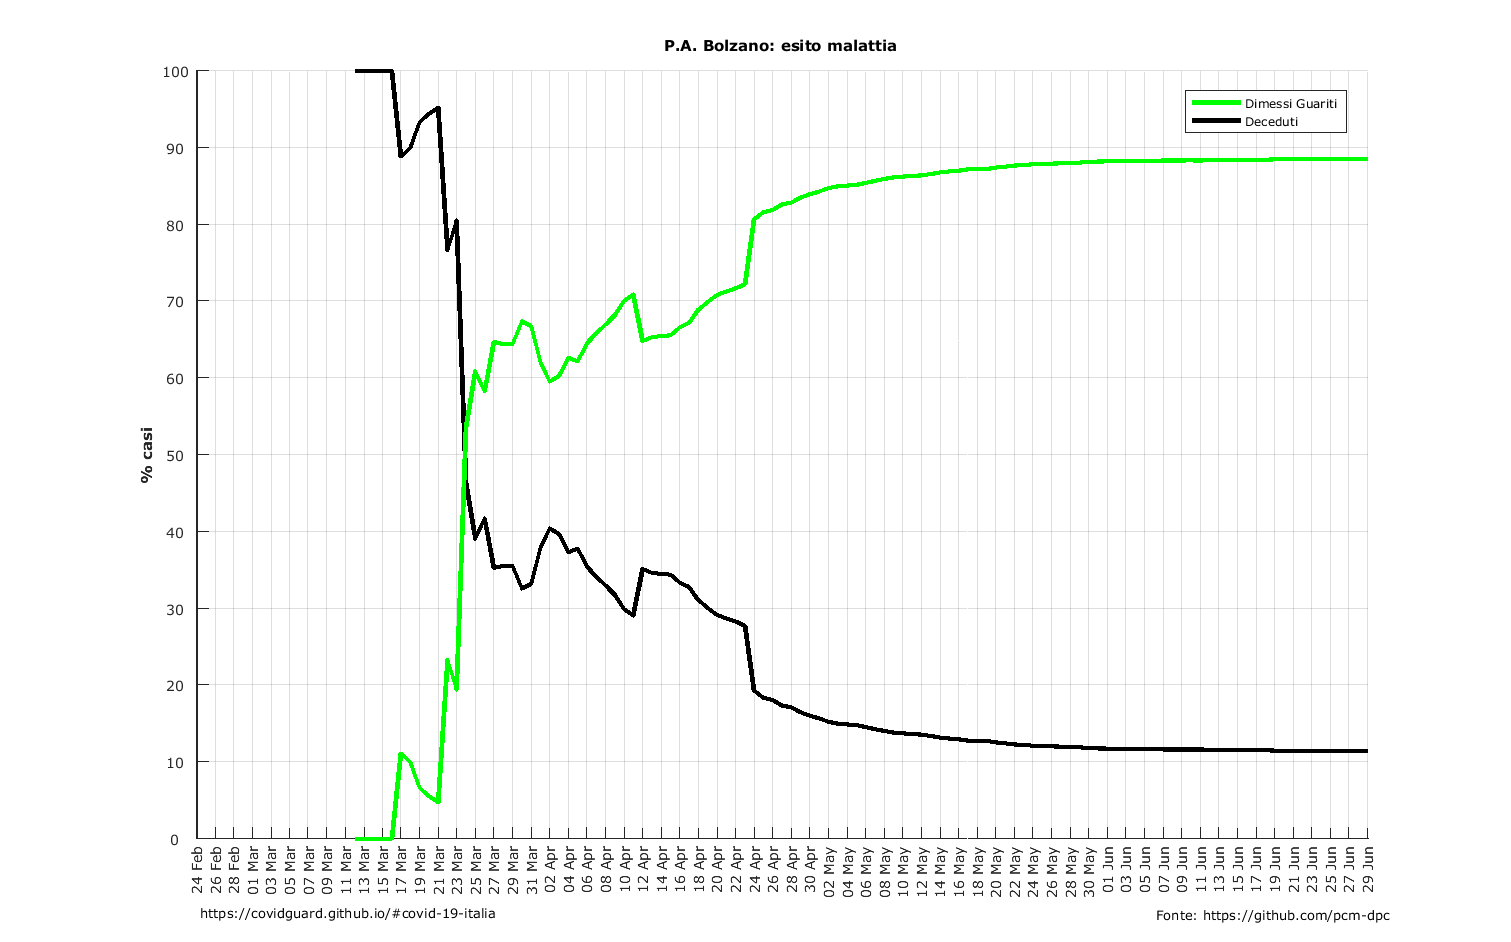 P.A. Bolzano: esito malattia
Dimessi Guariti
Deceduti
% casi
100
90
80
70
60
50
40
30
20
10
0
24 Feb
26 Feb
28 Feb
01 Mar
03 Mar
05 Mar
07 Mar
09 Mar
11 Mar
13 Mar
15 Mar
17 Mar
19 Mar
21 Mar
23 Mar
25 Mar
27 Mar
29 Mar
31 Mar
02 Apr
04 Apr
06 Apr
08 Apr
10 Apr
12 Apr
14 Apr
16 Apr
18 Apr
20 Apr
22 Apr
24 Apr
26 Apr
28 Apr
30 Apr
02 May
04 May
06 May
08 May
10 May
12 May
14 May
16 May
18 May
20 May
22 May
24 May
26 May
28 May
30 May
01 Jun
03 Jun
05 Jun
07 Jun
09 Jun
11 Jun
13 Jun
15 Jun
17 Jun
19 Jun
21 Jun
23 Jun
25 Jun
27 Jun
29 Jun
https://covidguard.github.io/#covid-19-italia
Fonte: https://github.com/pcm-dpc